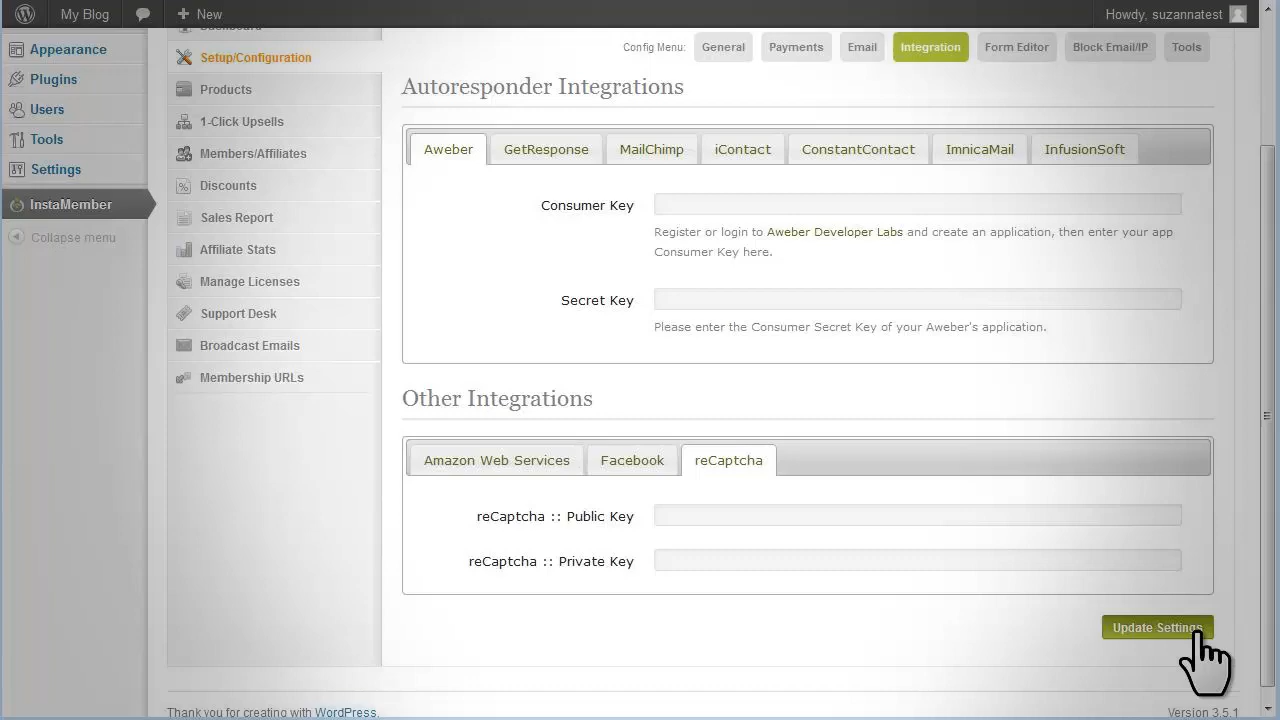 My Blog
New
Howdy, suzannatest
Appearance
Plugins
Users
Tools
Settings
InstaMember
Collapse menu
Setup/Configuration
Products
1-Click Upsells
Members/Affiliates
Discounts
Sales Report
Affiliate Stats
Manage Licenses
Support Desk
Broadcast Emails
Membership URLs
Config Menu: General Payments Email Integration Form Editor Block Email/IP Tools
Autoresponder Integrations
Aweber GetResponse MailChimp iContact ConstantContact ImnicaMail InfusionSoft
Consumer Key
Register or login to Aweber Developer Labs and create an application, then enter your app
Consumer Key here.
Secret Key
Please enter the Consumer Secret Key of your Aweber's application.
Other Integrations
Amazon Web Services Facebook reCaptcha
reCaptcha :: Public Key
reCaptcha :: Private Key
Update Settings
Thank you for creating with WordPress.
Version 3.5.1